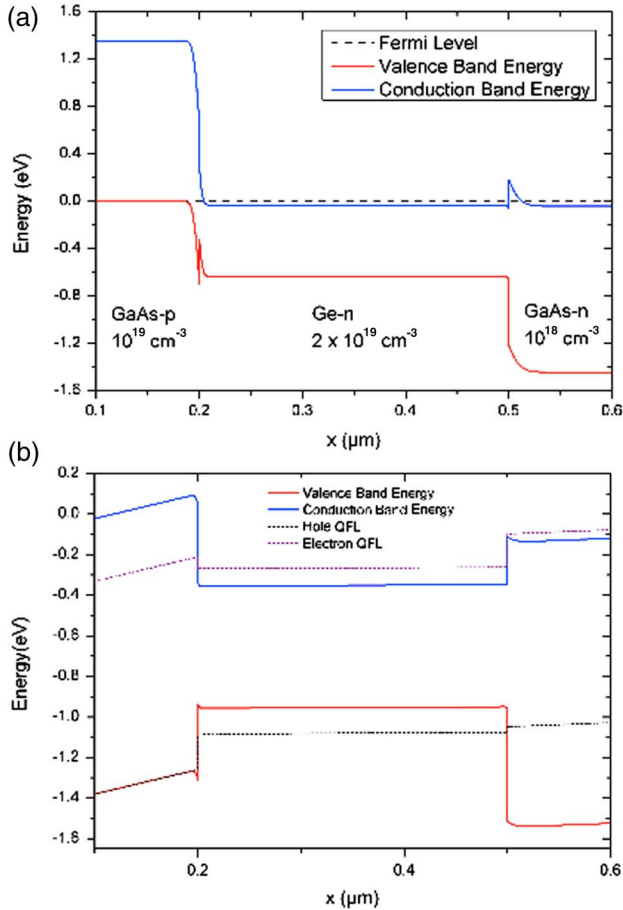 (a)
1.6
1.2
0.8
0.4
0.0
-0.4
-0.8
-1.2
-1.6
Energy (eV)
Fermi Level
Valence Band Energy
Conduction Band Energy
GaAs-p
10¹⁹ cm⁻³
Ge-n
2 x 10¹⁹ cm⁻³
GaAs-n
10¹⁸ cm⁻³
0.1 0.2 0.3 0.4 0.5 0.6
x (µm)
(b)
0.2
0.0
-0.2
-0.4
-0.6
-0.8
-1.0
-1.2
-1.4
-1.6
Energy(eV)
Valence Band Energy
Conduction Band Energy
Hole QFL
Electron QFL
0.2 0.4 0.6
x (µm)